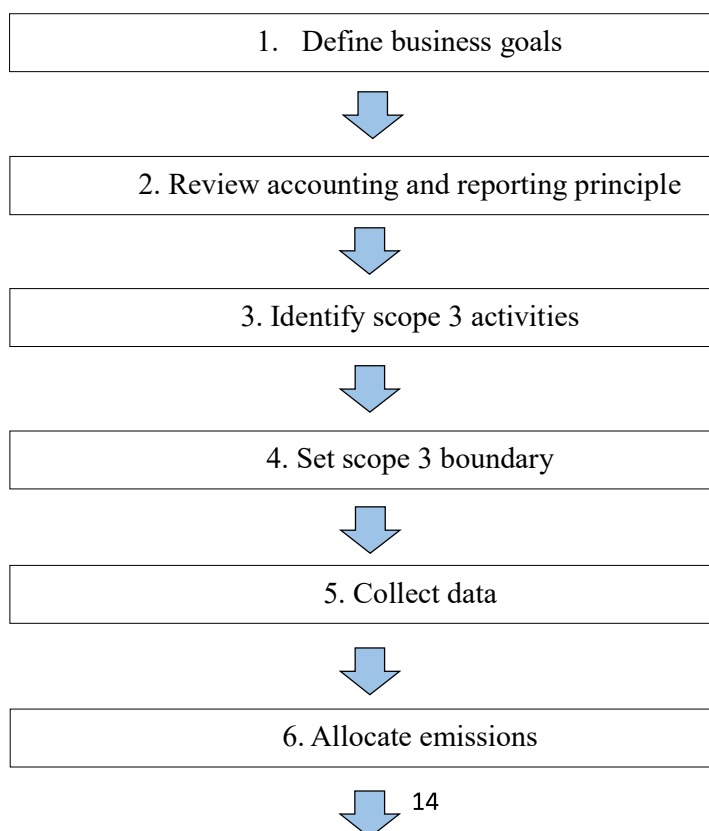 1. Define business goals
2. Review accounting and reporting principle
3. Identify scope 3 activities
4. Set scope 3 boundary
5. Collect data
6. Allocate emissions
14